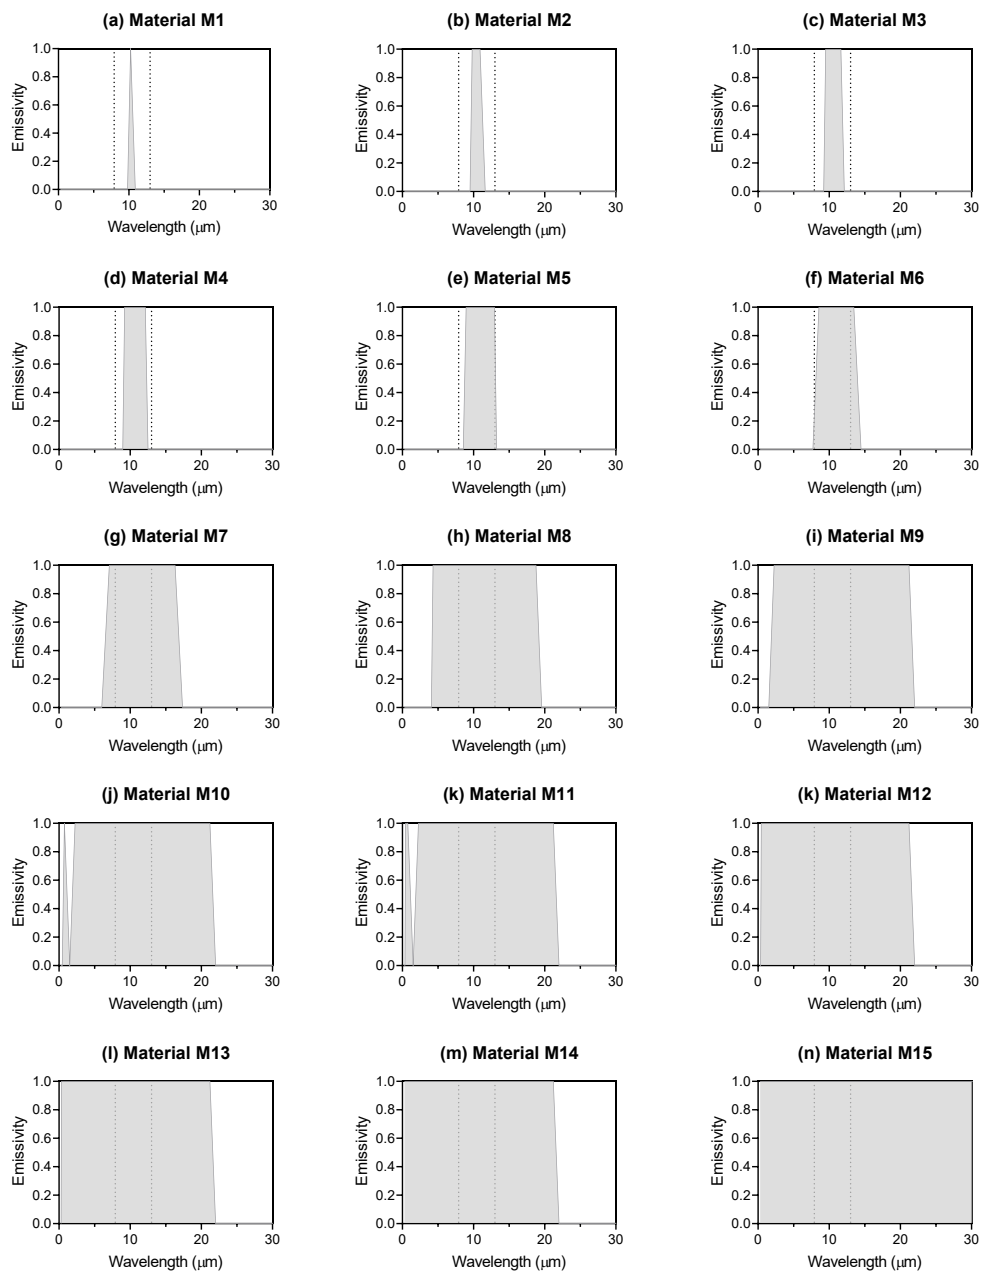 (a) Material M1
(b) Material M2
(c) Material M3
Emissivity
1.0
0.8
0.6
0.4
0.2
0.0
0 10 20 30
Wavelength (μm)
Emissivity
1.0
0.8
0.6
0.4
0.2
0.0
0 10 20 30
Wavelength (μm)
Emissivity
1.0
0.8
0.6
0.4
0.2
0.0
0 10 20 30
Wavelength (μm)
(d) Material M4
(e) Material M5
(f) Material M6
Emissivity
1.0
0.8
0.6
0.4
0.2
0.0
0 10 20 30
Wavelength (μm)
Emissivity
1.0
0.8
0.6
0.4
0.2
0.0
0 10 20 30
Wavelength (μm)
Emissivity
1.0
0.8
0.6
0.4
0.2
0.0
0 10 20 30
Wavelength (μm)
(g) Material M7
(h) Material M8
(i) Material M9
Emissivity
1.0
0.8
0.6
0.4
0.2
0.0
0 10 20 30
Wavelength (μm)
Emissivity
1.0
0.8
0.6
0.4
0.2
0.0
0 10 20 30
Wavelength (μm)
Emissivity
1.0
0.8
0.6
0.4
0.2
0.0
0 10 20 30
Wavelength (μm)
(j) Material M10
(k) Material M11
(k) Material M12
Emissivity
1.0
0.8
0.6
0.4
0.2
0.0
0 10 20 30
Wavelength (μm)
Emissivity
1.0
0.8
0.6
0.4
0.2
0.0
0 10 20 30
Wavelength (μm)
Emissivity
1.0
0.8
0.6
0.4
0.2
0.0
0 10 20 30
Wavelength (μm)
(l) Material M13
(m) Material M14
(n) Material M15
Emissivity
1.0
0.8
0.6
0.4
0.2
0.0
0 10 20 30
Wavelength (μm)
Emissivity
1.0
0.8
0.6
0.4
0.2
0.0
0 10 20 30
Wavelength (μm)
Emissivity
1.0
0.8
0.6
0.4
0.2
0.0
0 10 20 30
Wavelength (μm)